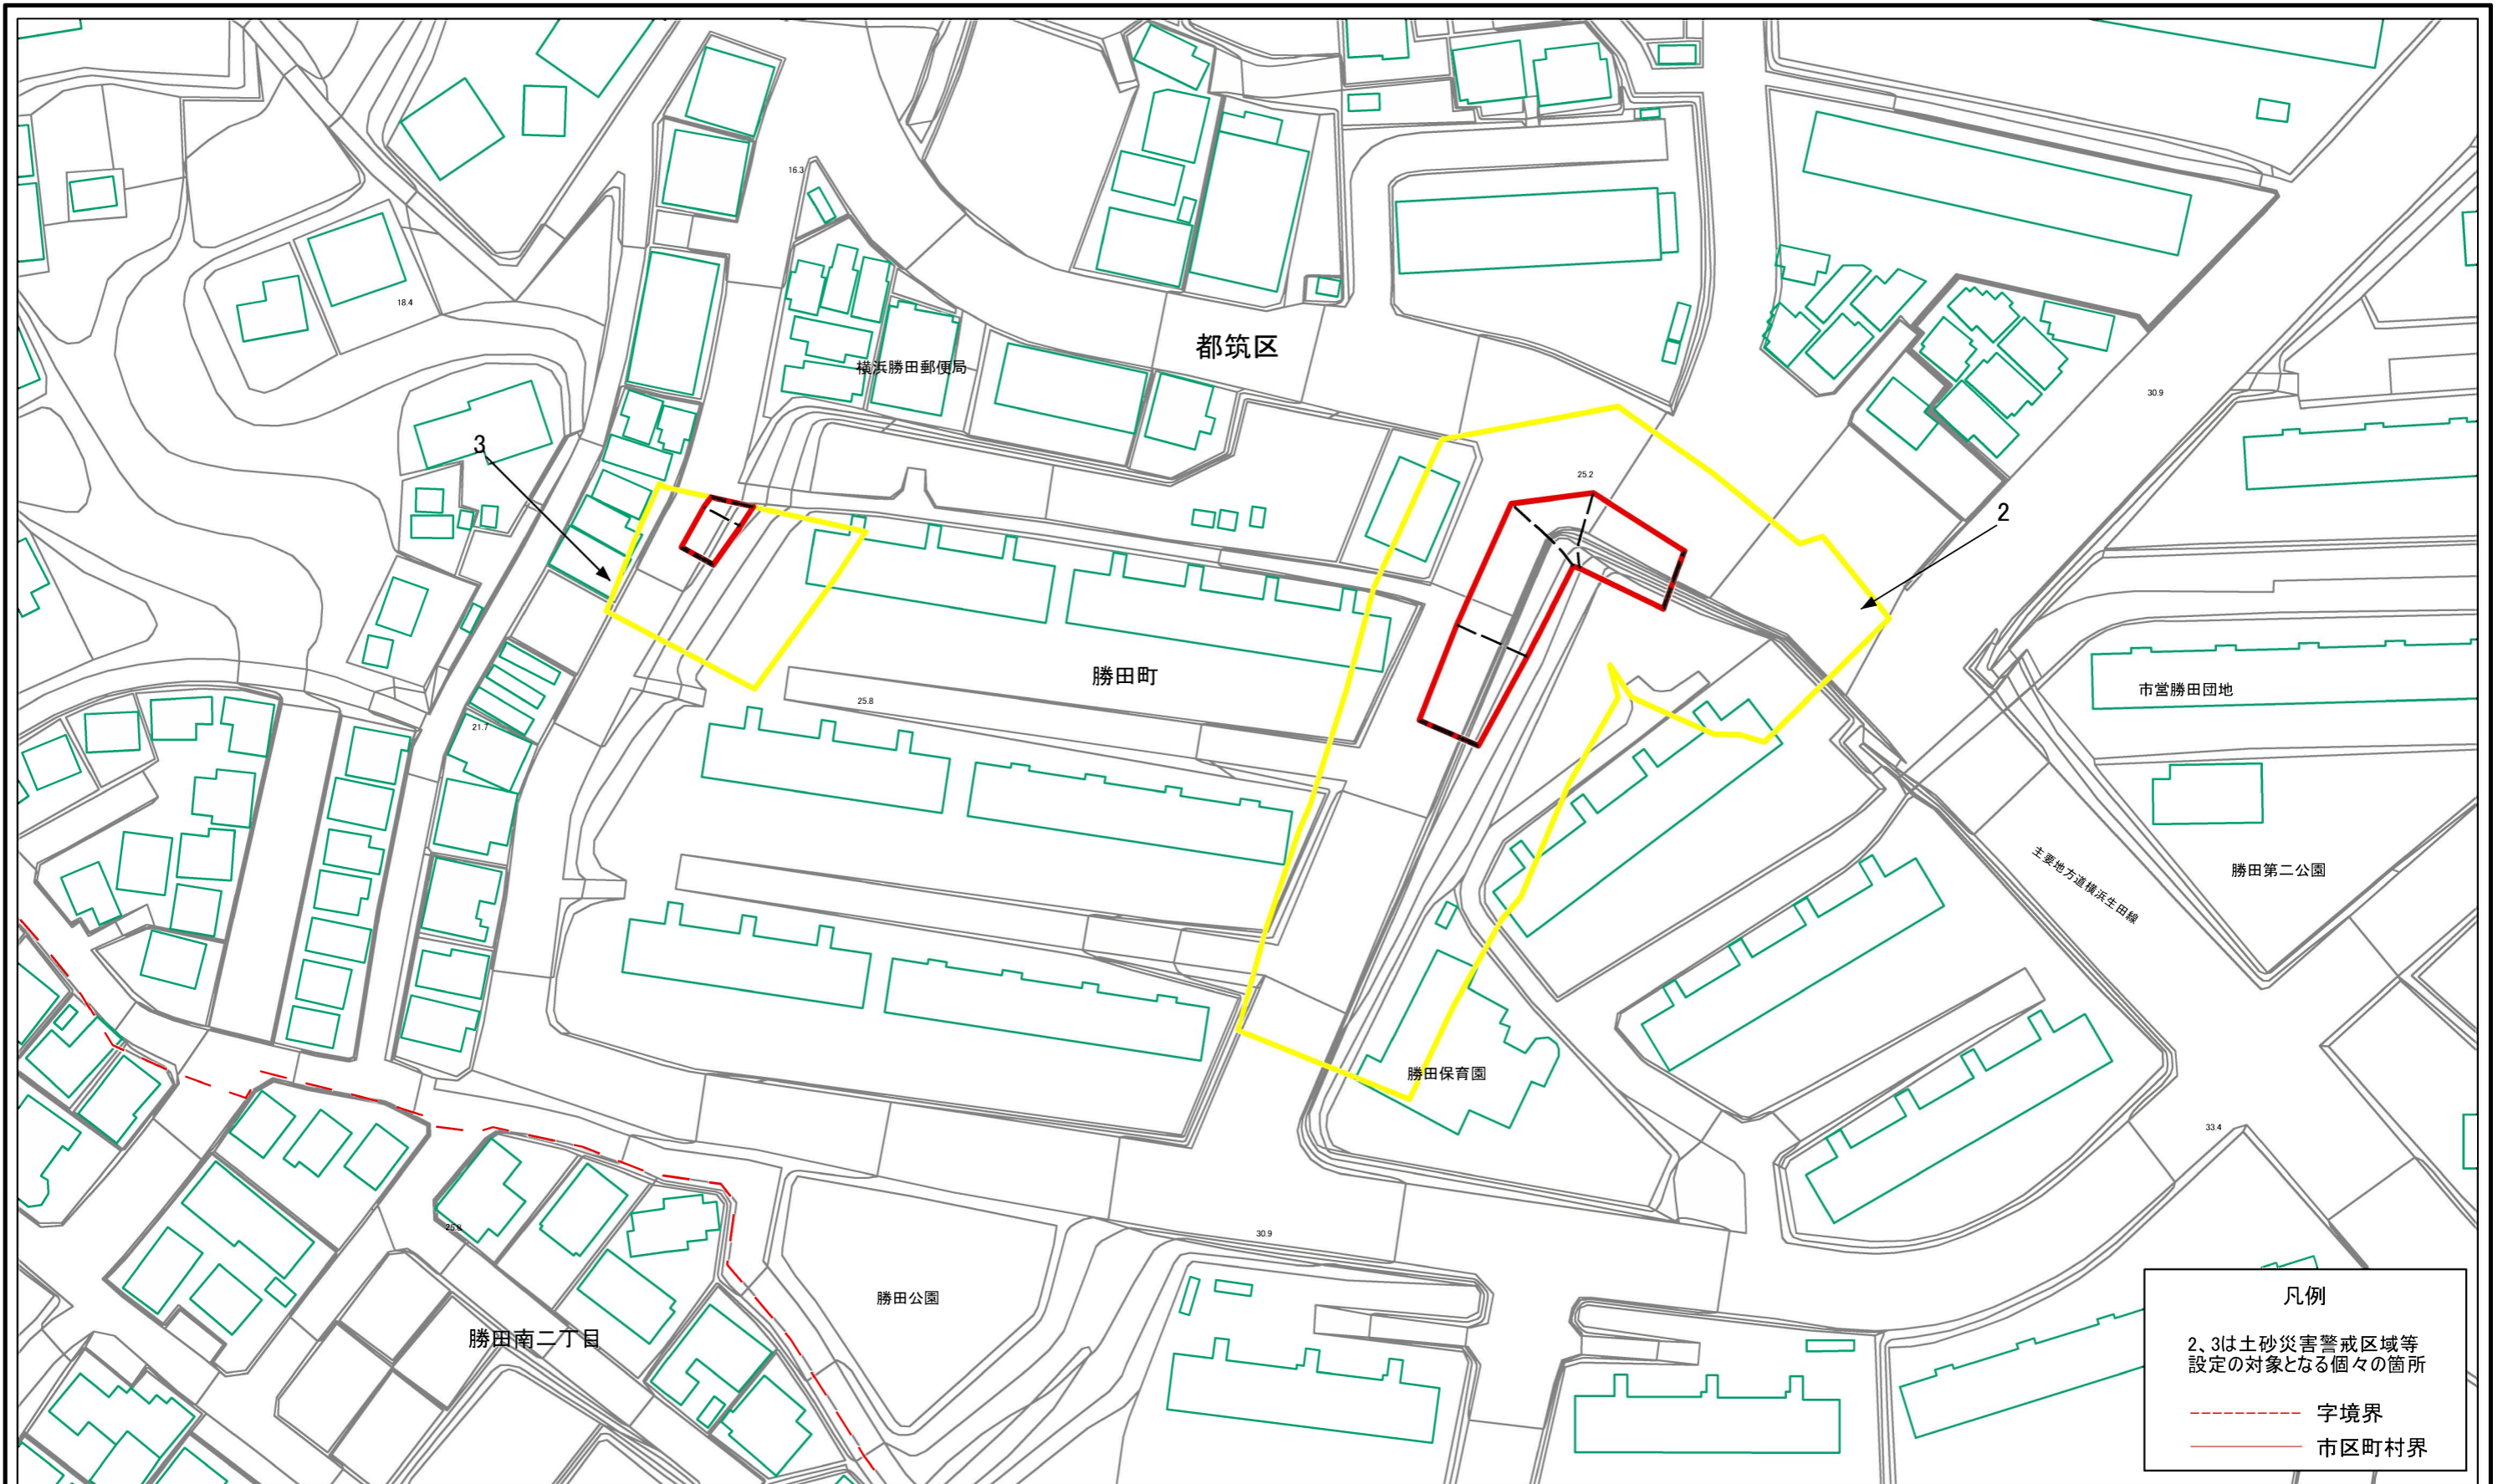 16.3
18.4
都筑区
横浜勝田郵便局
30.9
3
25.2
2
勝田町
市営勝田団地
25.8
21.7
主要地方道横浜生田線
勝田第二公園
勝田保育園
33.4
25.8
30.9
勝田公園
勝田南二丁目
凡例
2、3は土砂災害警戒区域等
設定の対象となる個々の箇所
字境界
市区町村界